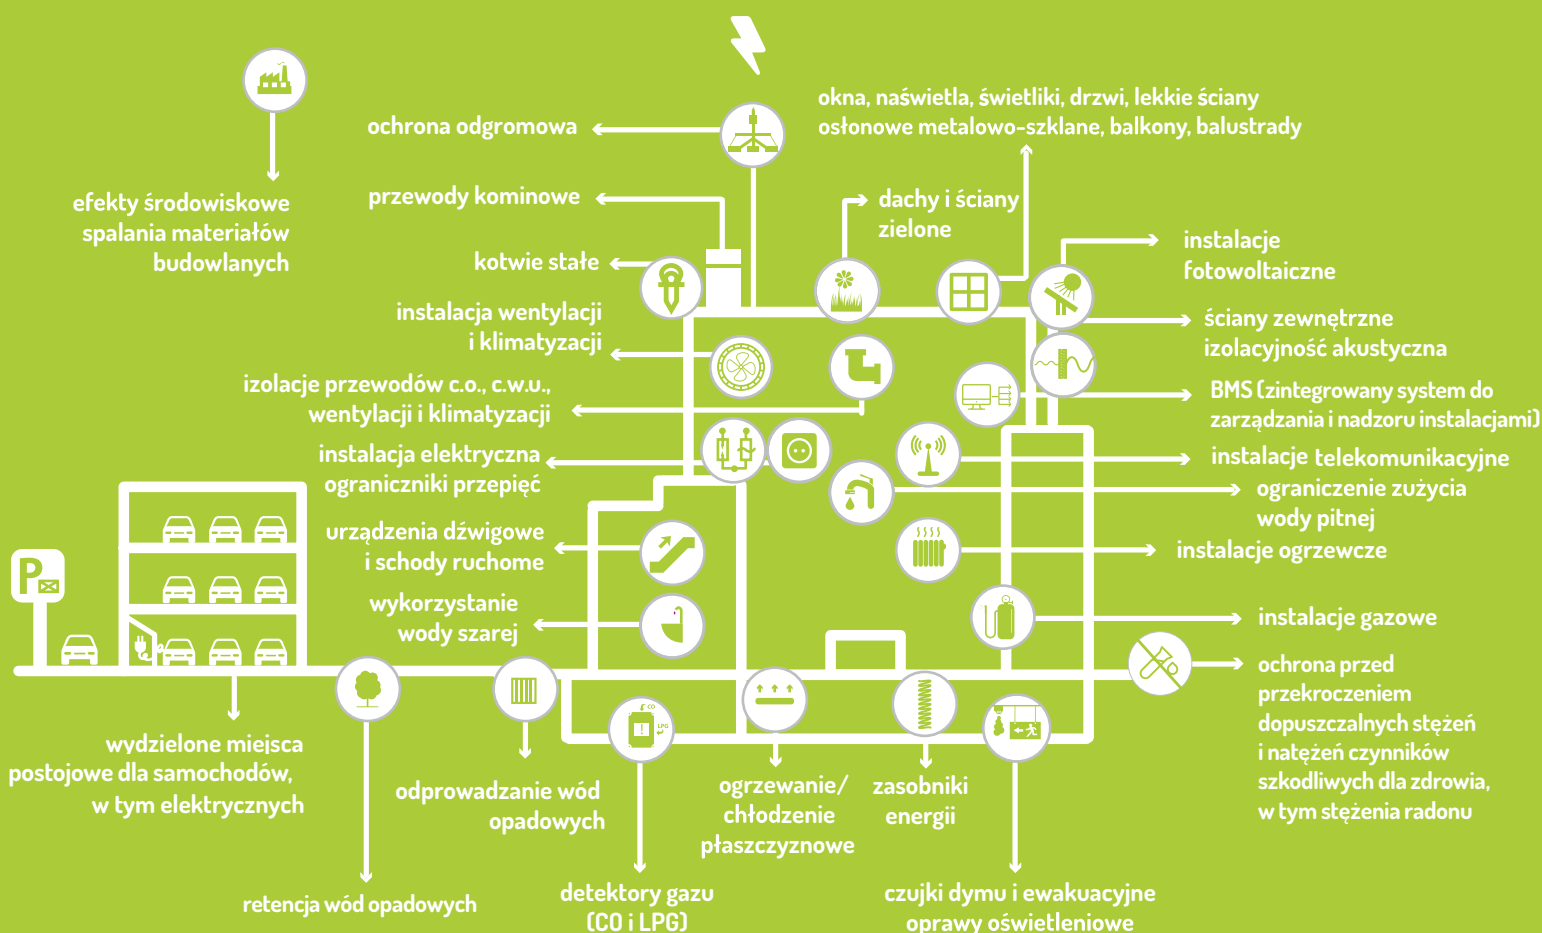 okna, naświetla, świetliki, drzwi, lekkie ściany
osłonowe metalowo-szklane, balkony, balustrady
ochrona odgromowa
przewody kominowe
efekty środowiskowe
spalania materiałów
budowlanych
dachy i ściany
zielone
kotwie stałe
instalacje
fotowoltaiczne
instalacja wentylacji
i klimatyzacji
ściany zewnętrzne
izolacyjność akustyczna
izolacje przewodów c.o., c.w.u.,
wentylacji i klimatyzacji
BMS (zintegrowany system do
zarządzania i nadzoru instalacjami)
instalacja elektryczna
ograniczniki przepięć
instalacje telekomunikacyjne
ograniczenie zużycia
wody pitnej
urządzenia dźwigowe
i schody ruchome
instalacje ogrzewcze
P
wykorzystanie
wody szarej
instalacje gazowe
ochrona przed
przekroczeniem
dopuszczalnych stężeń
i natężeń czynników
szkodliwych dla zdrowia,
w tym stężenia radonu
CO
LPG
!
wydzielone miejsca
postojowe dla samochodów,
w tym elektrycznych
odprowadzanie wód
opadowych
ogrzewanie/
chłodzenie
płaszczyznowe
zasobniki
energii
retencja wód opadowych
detektory gazu
(CO i LPG)
czujki dymu i ewakuacyjne
oprawy oświetleniowe